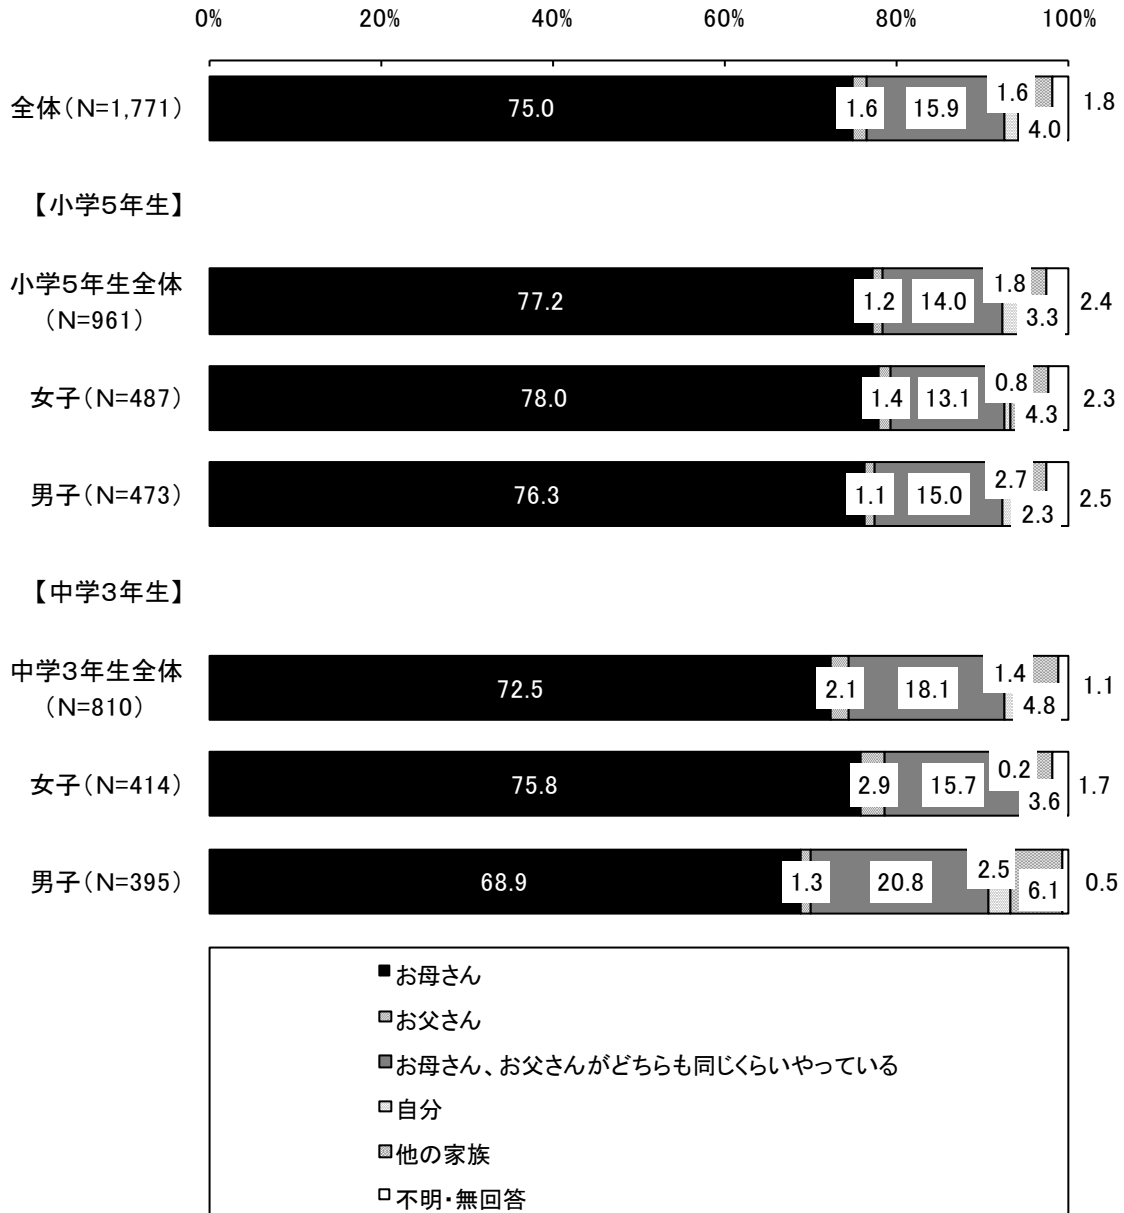 0% 20% 40% 60% 80% 100%
全体（N=1,771） 75.0 1.6 15.9 1.6 4.0 1.8
【小学5年生】
小学5年生全体
（N=961） 77.2 1.2 14.0 1.8 3.3 2.4
女子（N=487） 78.0 1.4 13.1 0.8 4.3 2.3
男子（N=473） 76.3 1.1 15.0 2.7 2.3 2.5
【中学3年生】
中学3年生全体
（N=810） 72.5 2.1 18.1 1.4 4.8 1.1
女子（N=414） 75.8 2.9 15.7 0.2 3.6 1.7
男子（N=395） 68.9 1.3 20.8 2.5 6.1 0.5
お母さん
お父さん
お母さん、お父さんがどちらも同じくらいやっている
自分
他の家族
不明・無回答